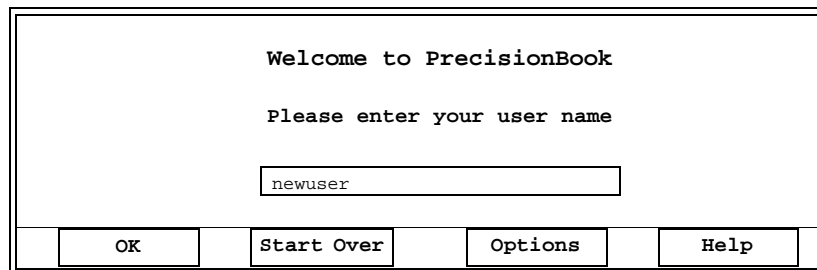 Welcome to PrecisionBook
Please enter your user name
newuser
OK Start Over Options Help